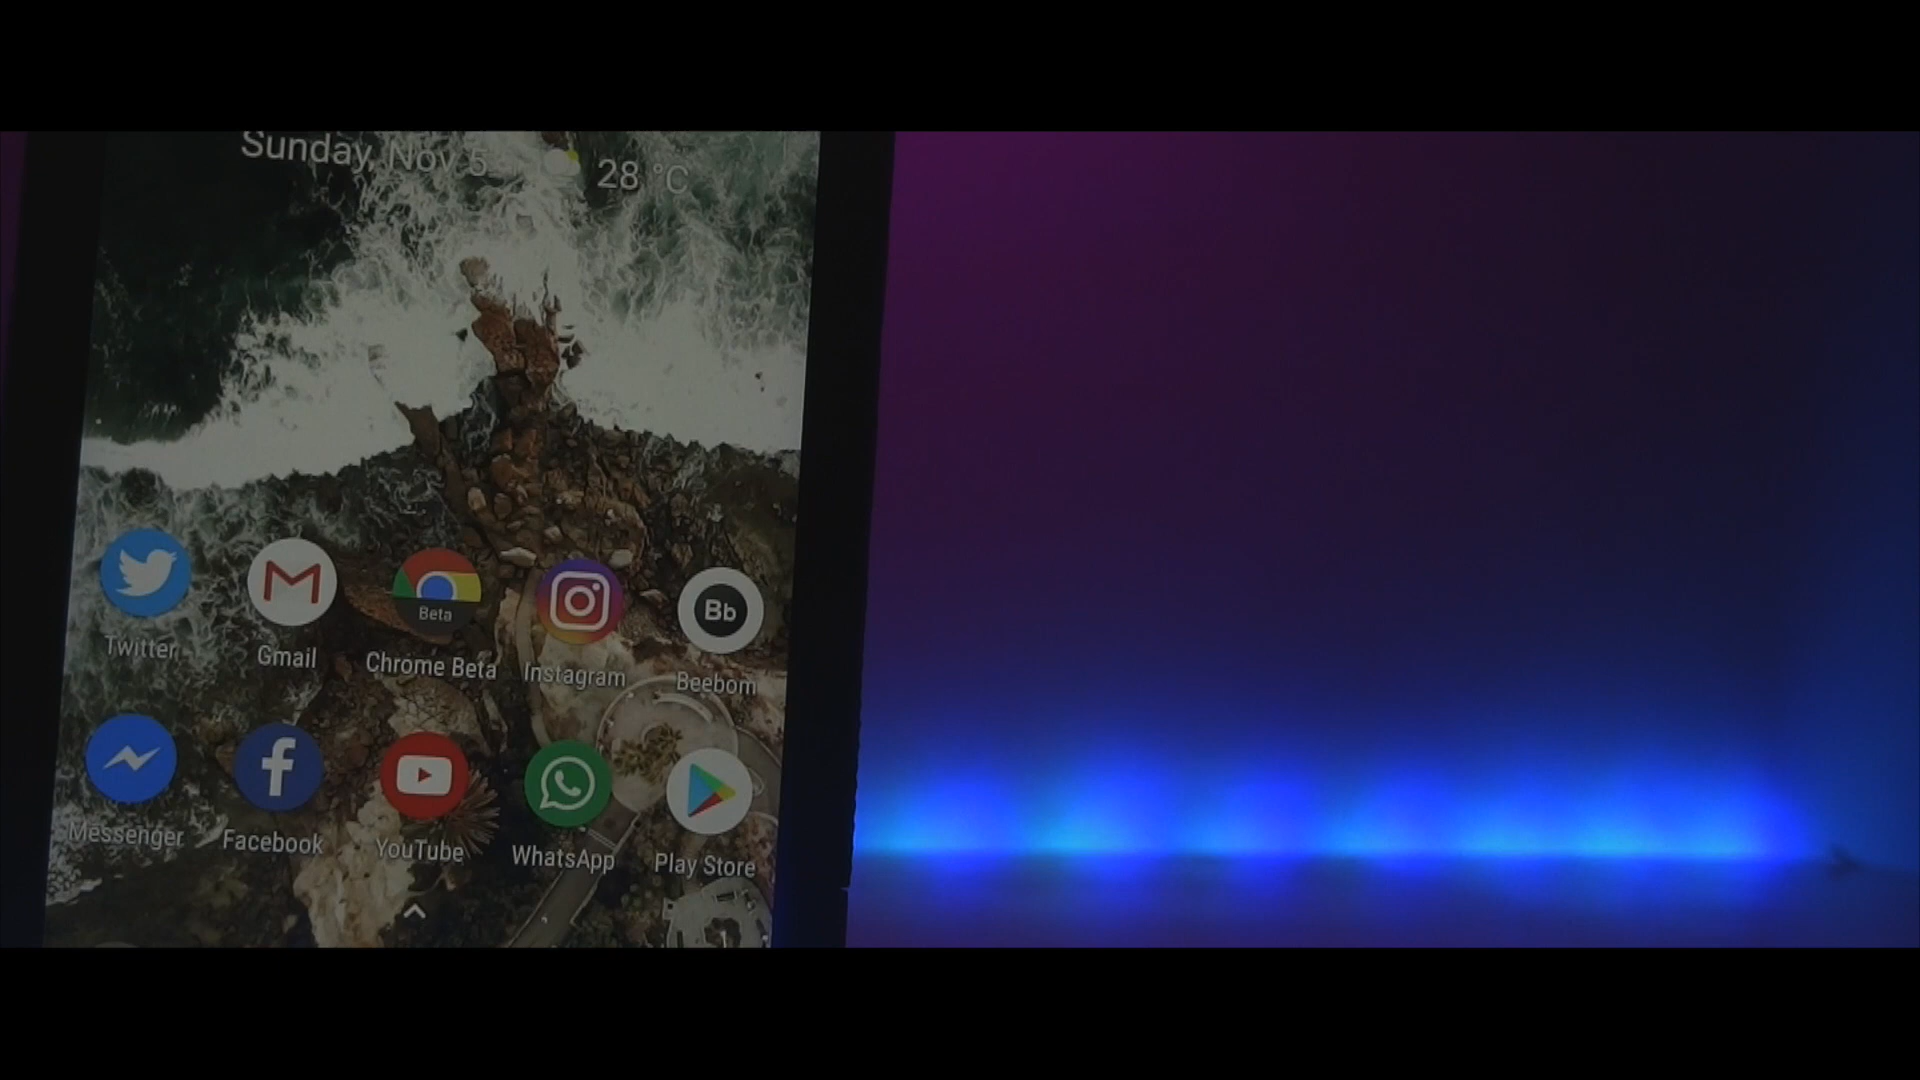 Sunday, Nov 5 28 °C
Beta
Bb
Twitter Gmail Chrome Beta Instagram Beebom
Messenger Facebook YouTube WhatsApp Play Store